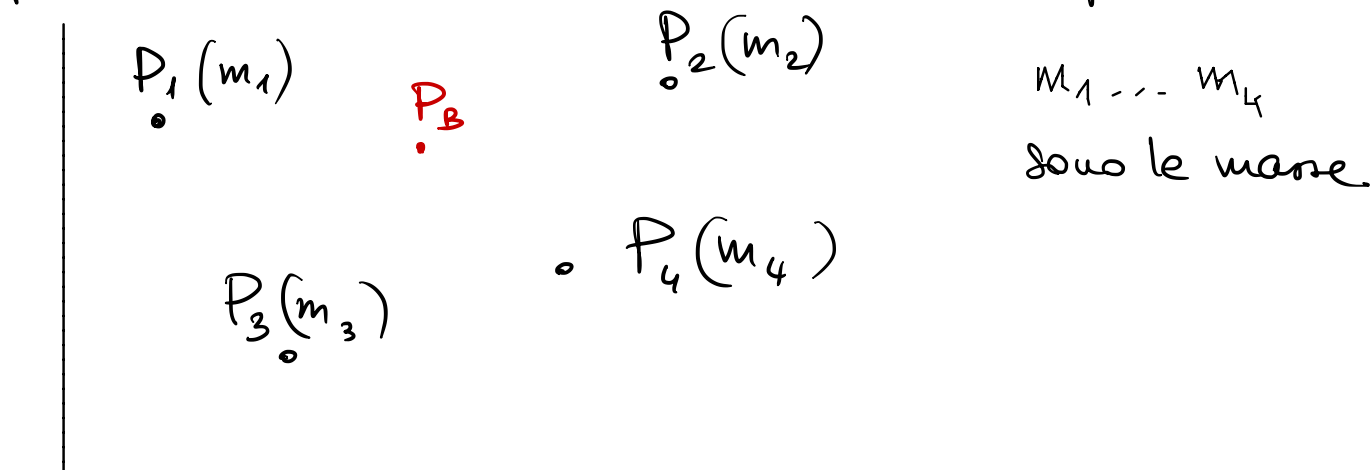 P₁(m₁)
P₂(m₂)
P_B
m₁ ... m₄
sono le masse
P₄(m₄)
P₃(m₃)